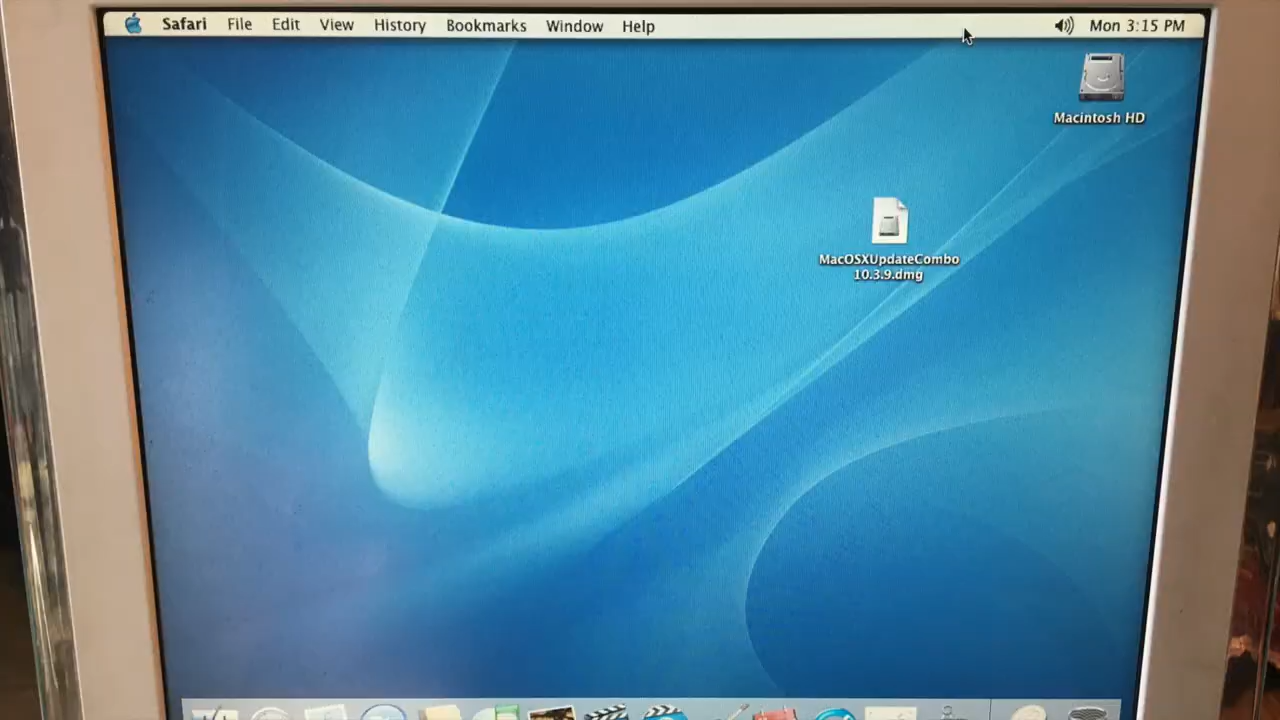 Safari File Edit View History Bookmarks Window Help Mon 3:15 PM
Macintosh HD
MacOSXUpdateCombo
10.3.9.dmg